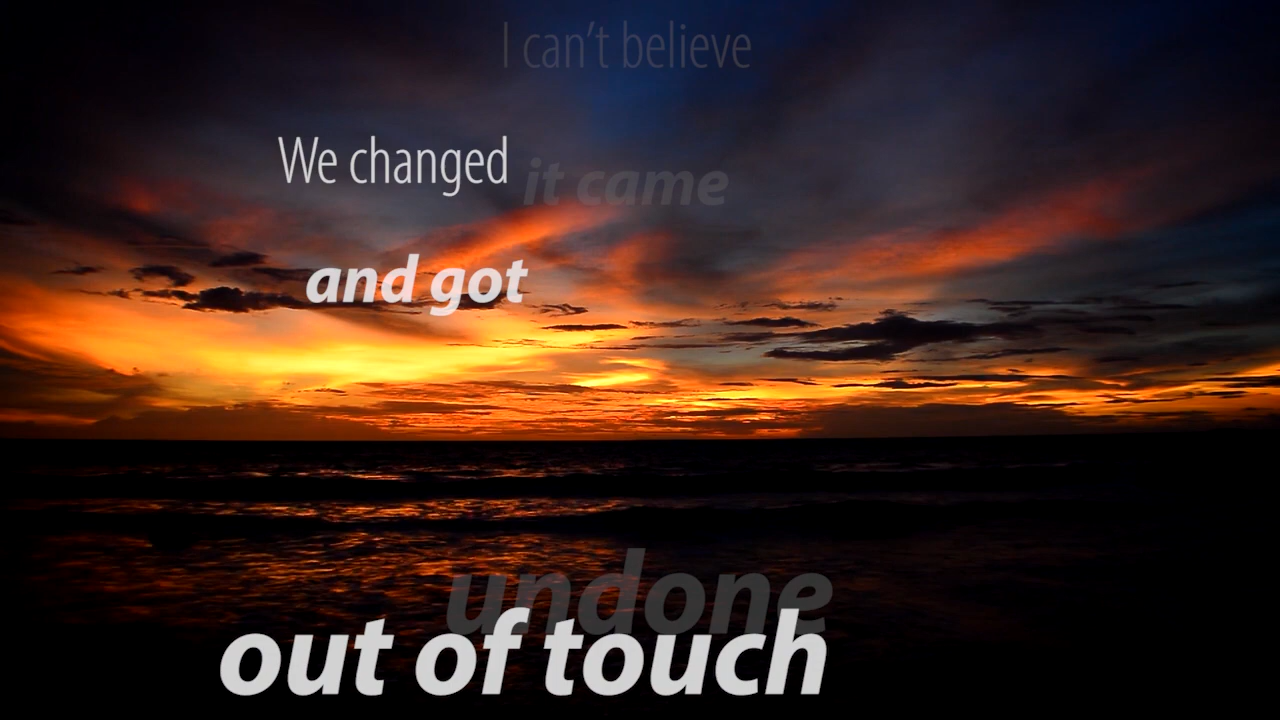 I can't believe
We changed
it came
and got
undone
out of touch